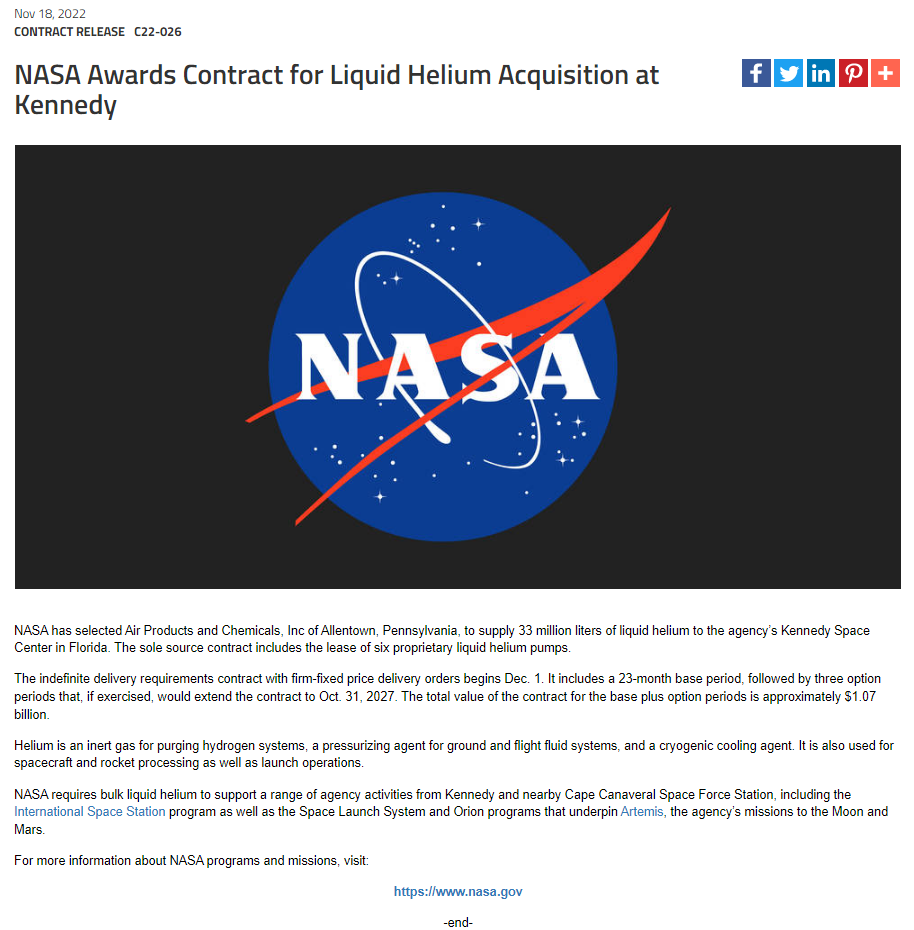 Nov 18, 2022
CONTRACT RELEASE C22-026
NASA Awards Contract for Liquid Helium Acquisition at
Kennedy
NASA
NASA has selected Air Products and Chemicals, Inc of Allentown, Pennsylvania, to supply 33 million liters of liquid helium to the agency's Kennedy Space
Center in Florida. The sole source contract includes the lease of six proprietary liquid helium pumps.
The indefinite delivery requirements contract with firm-fixed price delivery orders begins Dec. 1. It includes a 23-month base period, followed by three option
periods that, if exercised, would extend the contract to Oct. 31, 2027. The total value of the contract for the base plus option periods is approximately $1.07
billion.
Helium is an inert gas for purging hydrogen systems, a pressurizing agent for ground and flight fluid systems, and a cryogenic cooling agent. It is also used for
spacecraft and rocket processing as well as launch operations.
NASA requires bulk liquid helium to support a range of agency activities from Kennedy and nearby Cape Canaveral Space Force Station, including the
International Space Station program as well as the Space Launch System and Orion programs that underpin Artemis, the agency's missions to the Moon and
Mars.
For more information about NASA programs and missions, visit:
https://www.nasa.gov
-end-